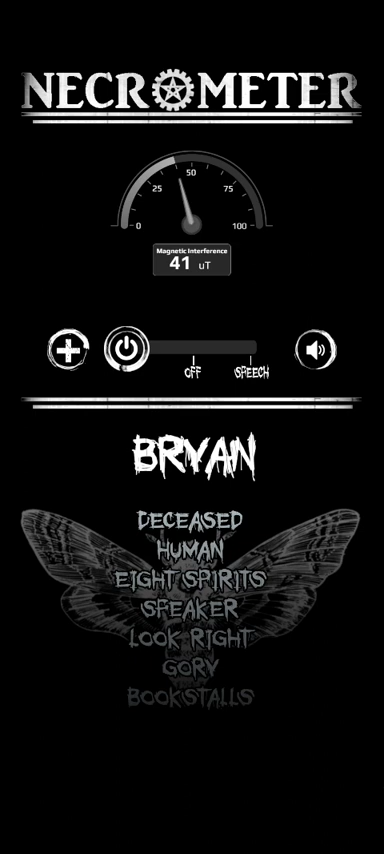 NECROMETER
50
25
75
0
100
Magnetic Interference
41 uT
OFF
SPEECH
BRYAN
DECEASED
HUMAN
EIGHT SPIRITS
SPEAKER
LOOK RIGHT
GORY
BOOKSTALLS